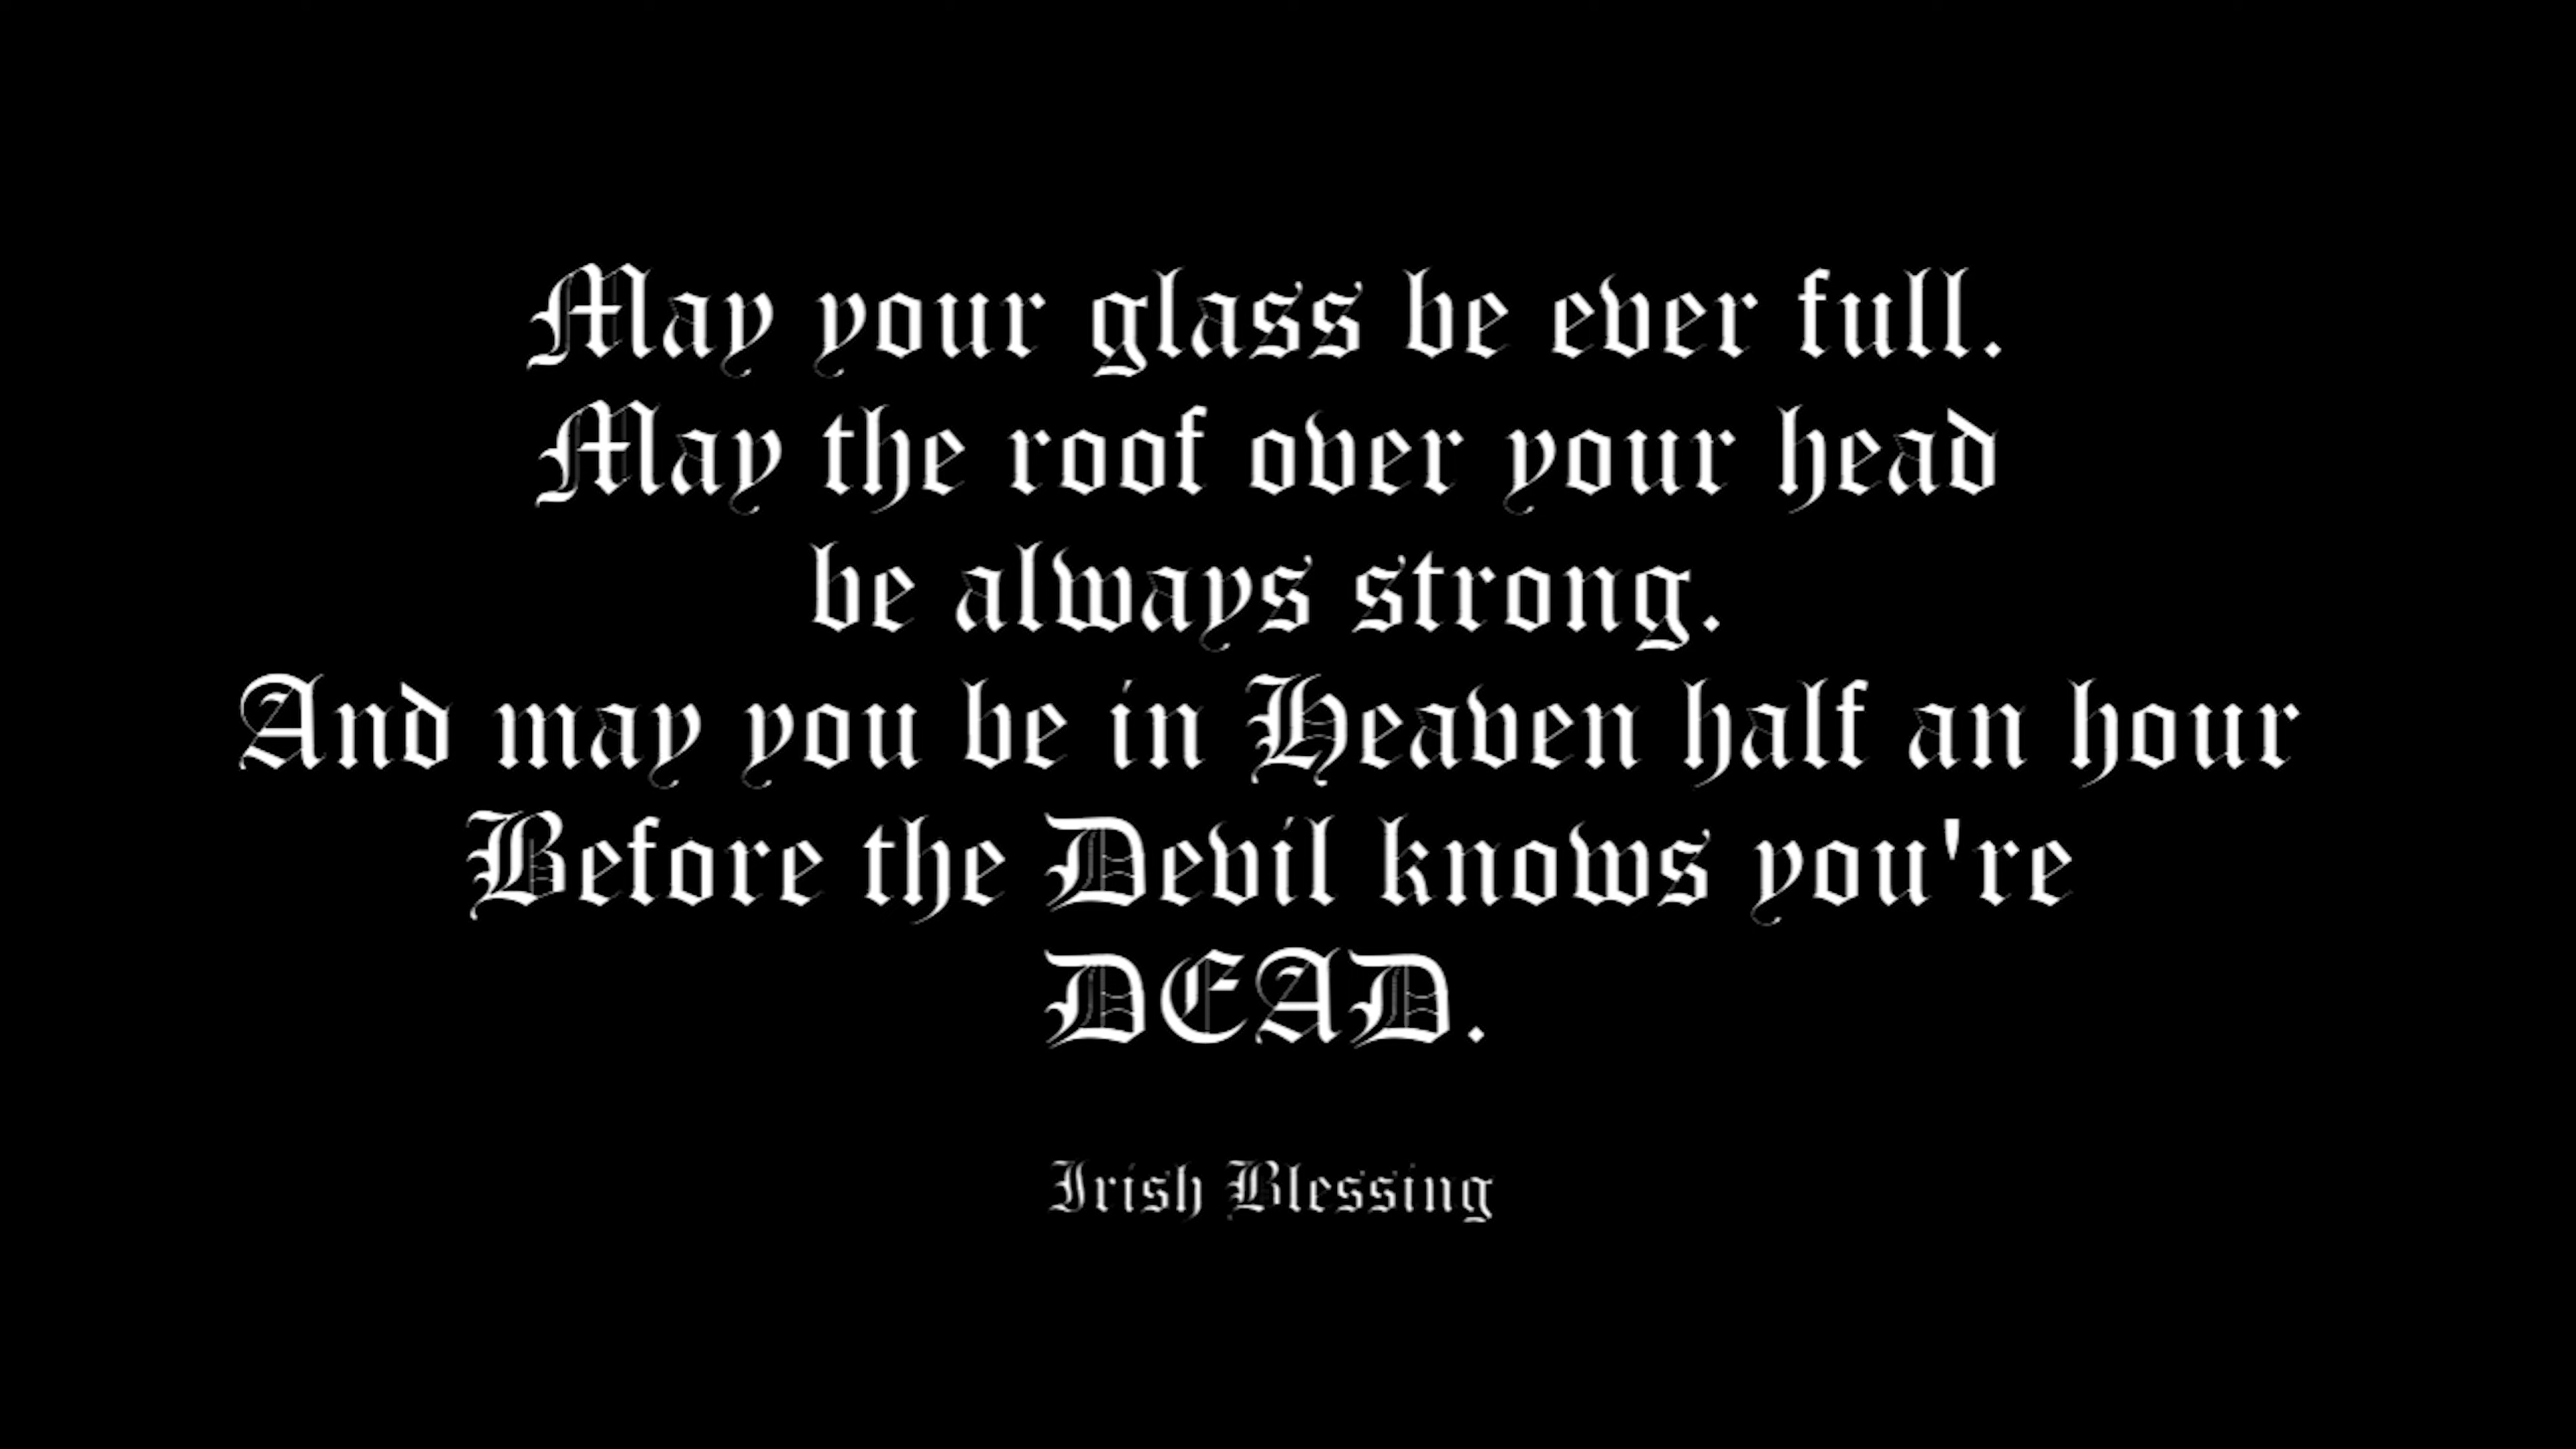 May your glass be ever full.
May the roof over your head
be always strong.
And may you be in Heaven half an hour
Before the Devil knows you're
DEAD.
Irish Blessing